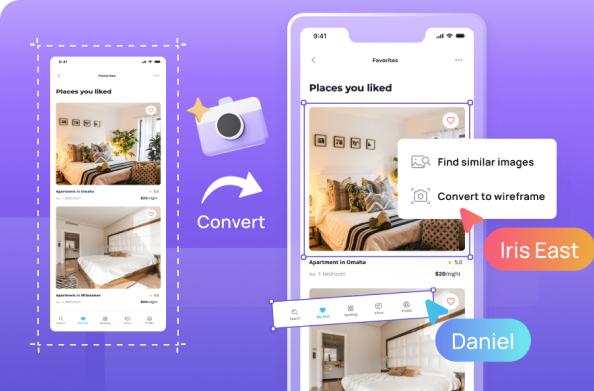 9:41
Favorites
Places you liked
Apartment in Omaha
5.0
1 bedroom
$20/night
Apartment in Milwaukee
5.0
$20/night
Search
My Favs
Booking
Inbox
Profile
Convert
9:41
Favorites
Places you liked
Find similar images
Convert to wireframe
Iris East
Apartment in Omaha
5.0
1 bedroom
$20/night
Search
My Favs
Booking
Inbox
Profile
Daniel